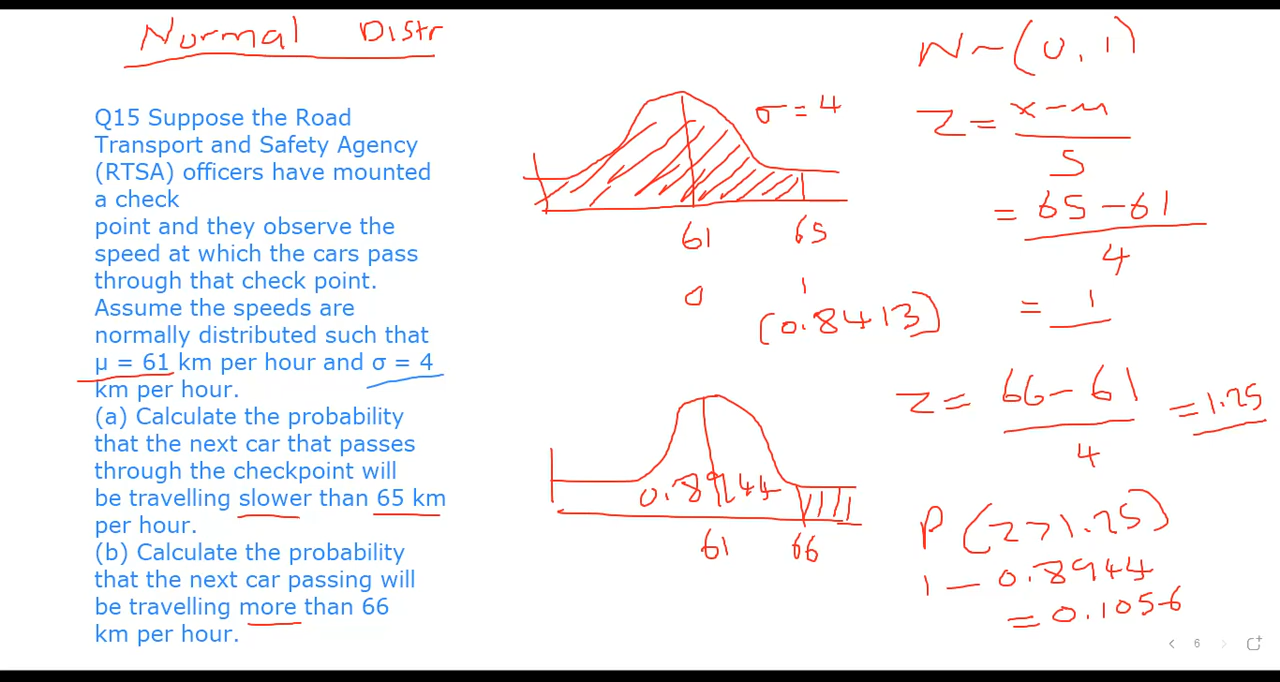 Normal Distr
Q15 Suppose the Road
Transport and Safety Agency
(RTSA) officers have mounted
a check
point and they observe the
speed at which the cars pass
through that check point.
Assume the speeds are
normally distributed such that
μ = 61 km per hour and σ = 4
km per hour.
(a) Calculate the probability
that the next car that passes
through the checkpoint will
be travelling slower than 65 km
per hour.
(b) Calculate the probability
that the next car passing will
be travelling more than 66
km per hour.
σ = 4
61 65
0 1
(0.8413)
0.8944
61 66
N~(0, 1)
Z = x-μ
S
= 65-61
4
= 1
Z = 66-61 = 1.25
4
P(Z>1.25)
1 - 0.8944
= 0.1056
6